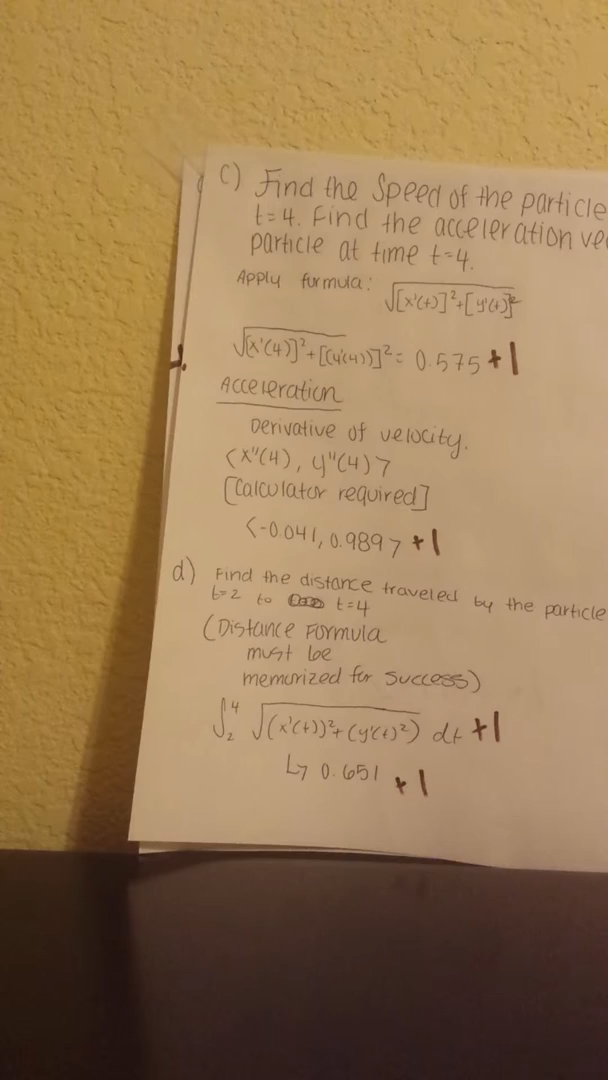 c) Find the Speed of the particle
t=4. Find the acceleration
particle at time t=4.
Apply formula: √[x'(t)]²+[y'(t)]²
√[x'(4)]²+[(y'(4))]² = 0.575 +1
Acceleration
Derivative of velocity.
<x"(4), y"(4)>
[Calculator required]
<-0.041, 0.989> +1
d) Find the distance traveled by the particle
t=2 to t=4
(Distance Formula
must be
memorized for success)
∫₂⁴ √(x'(t))²+(y'(t)²) dt +1
↳ 0.651 +1